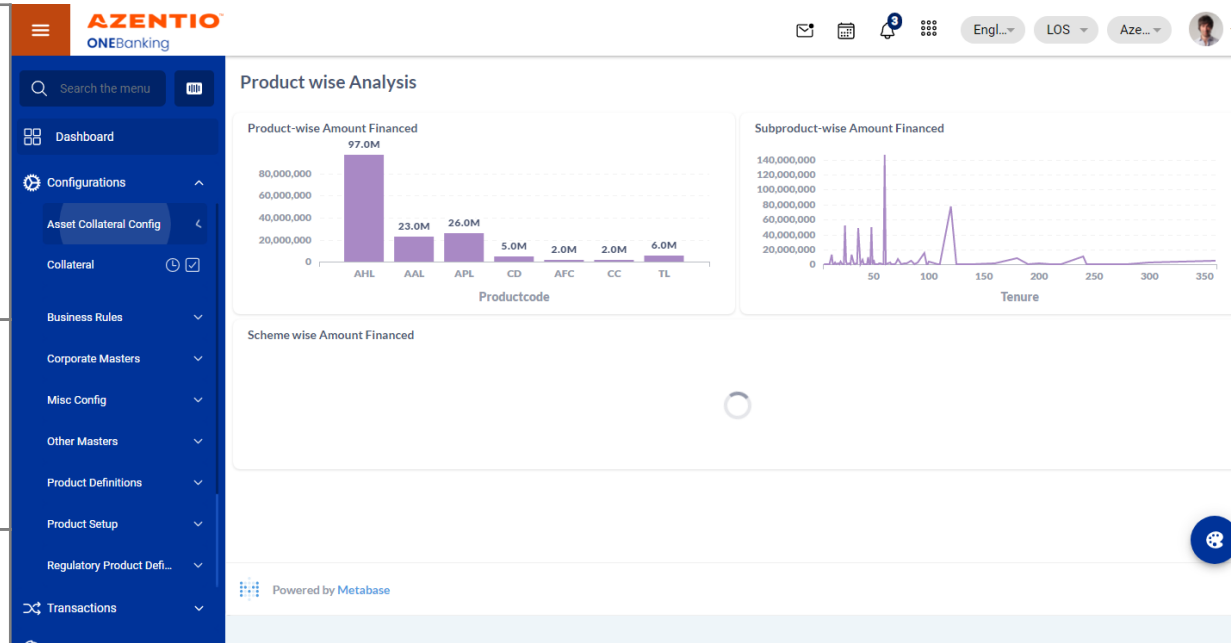 AZENTIO
ONEBanking
3
Engl...
LOS
Aze...
Search the menu
Dashboard
Configurations
Asset Collateral Config
Collateral
Business Rules
Corporate Masters
Misc Config
Other Masters
Product Definitions
Product Setup
Regulatory Product Defi...
Transactions
Product wise Analysis
Product-wise Amount Financed
97.0M
80,000,000
60,000,000
40,000,000
20,000,000
0
23.0M
26.0M
5.0M
2.0M
2.0M
6.0M
AHL
AAL
APL
CD
AFC
CC
TL
Productcode
Subproduct-wise Amount Financed
140,000,000
120,000,000
100,000,000
80,000,000
60,000,000
40,000,000
20,000,000
0
50
100
150
200
250
300
350
Tenure
Scheme wise Amount Financed
Powered by Metabase